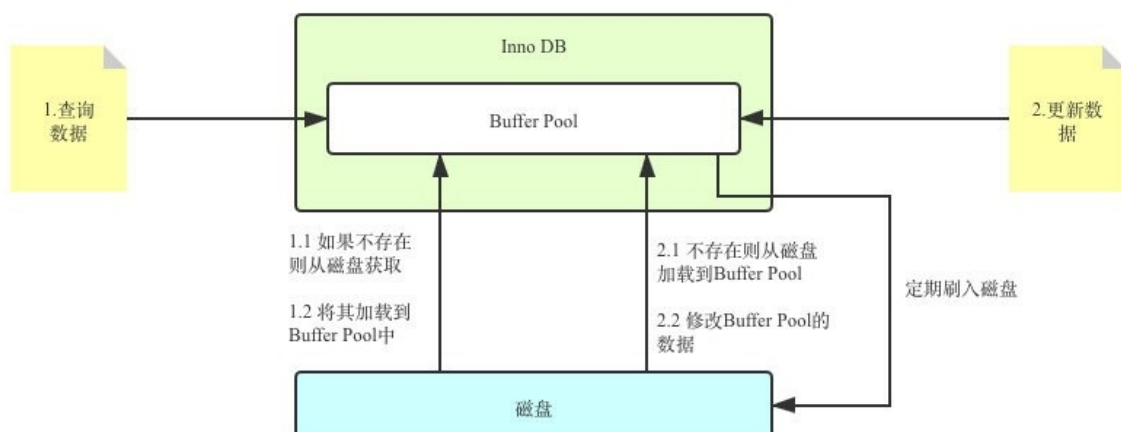 Inno DB
1.查询
数据
Buffer Pool
2.更新数
据
1.1 如果不存在
则从磁盘获取
1.2 将其加载到
Buffer Pool中
2.1 不存在则从磁盘
加载到Buffer Pool
2.2 修改Buffer Pool的
数据
定期刷入磁盘
磁盘